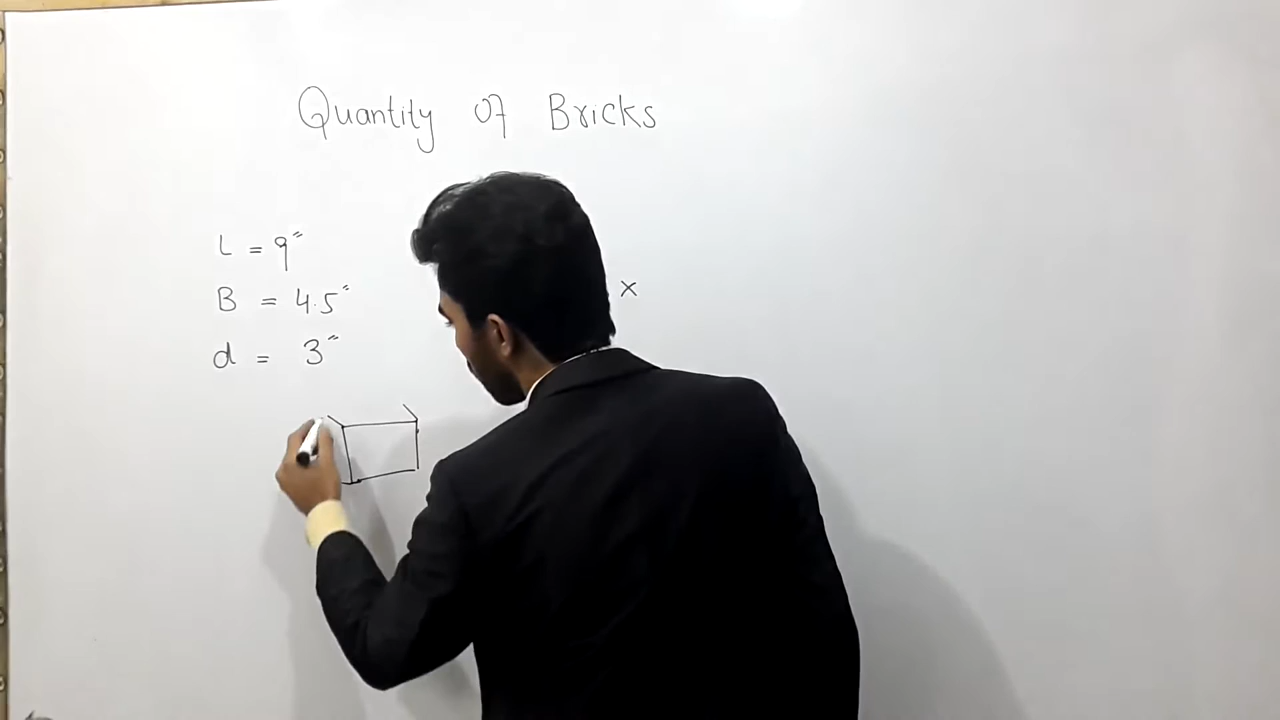 Quantity Of Bricks
L = 9"
B = 4.5"
×
d = 3"